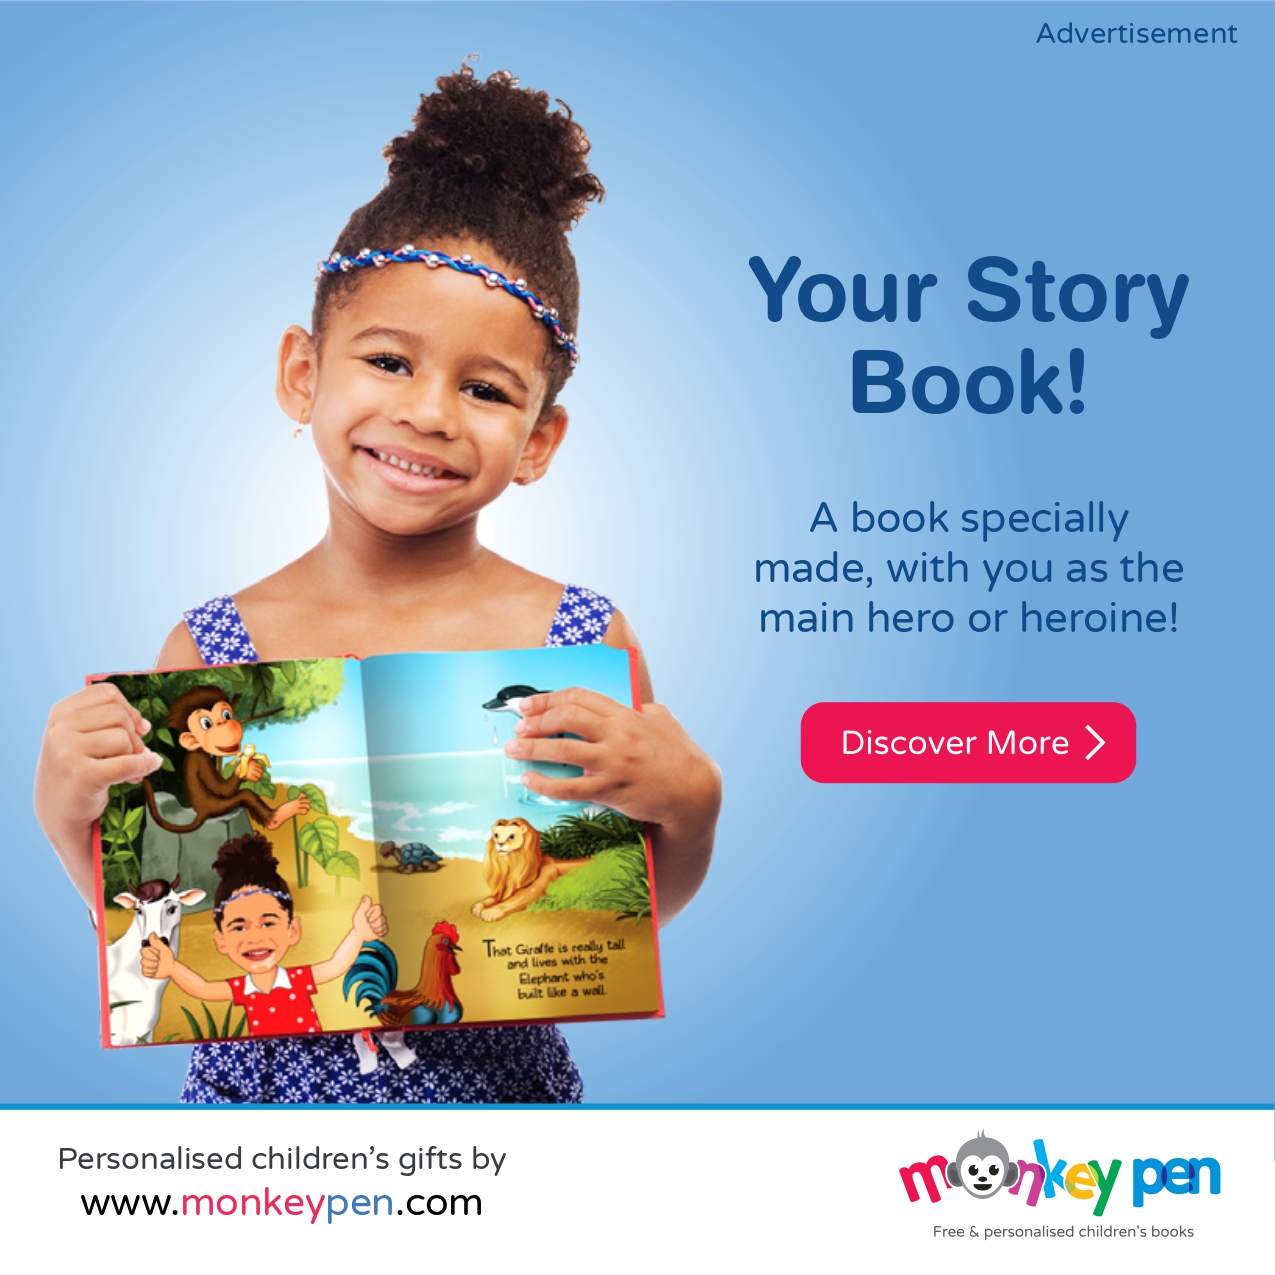 Advertisement
Your Story
Book!
A book specially
made, with you as the
main hero or heroine!
Discover More
That Giraffe is really tall
and lives with the
Elephant who's
built like a wall.
Personalised children's gifts by
www.monkeypen.com
monkey pen
Free & personalised children's books